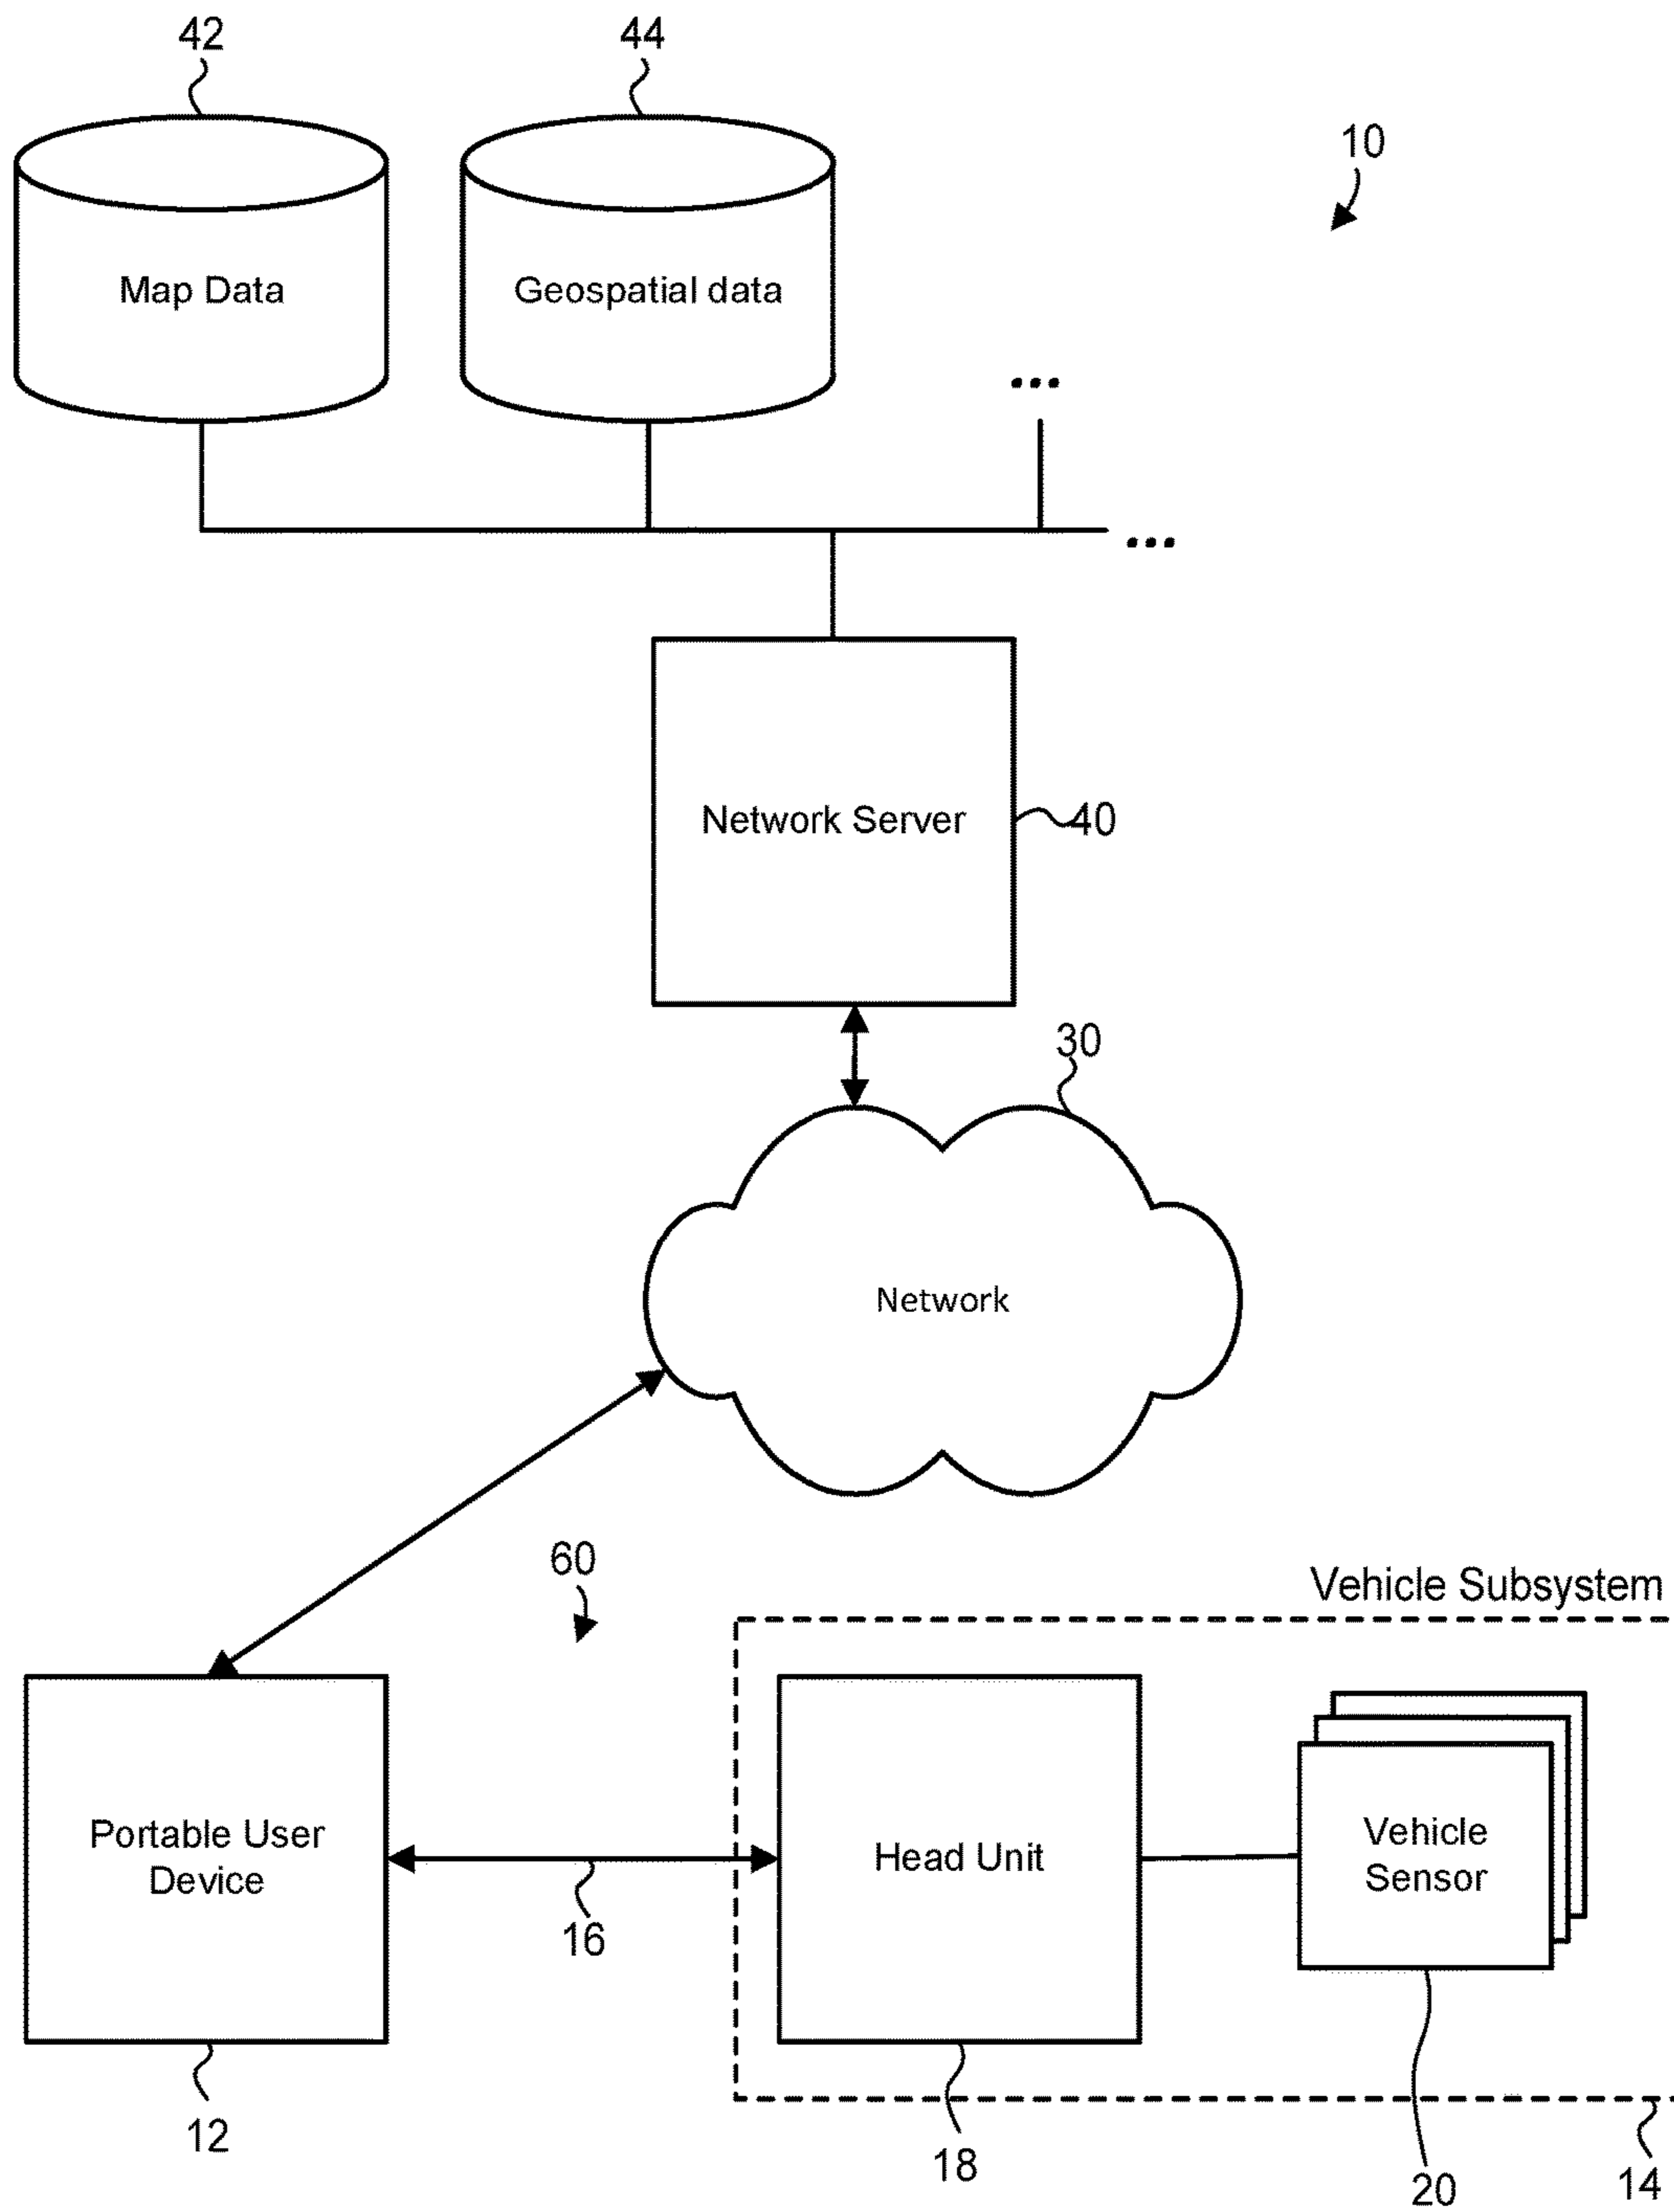 42
44
10
Map Data
Geospatial data
...
...
Network Server
40
30
Network
60
Vehicle Subsystem
Portable User
Device
Head Unit
Vehicle
Sensor
16
12
18
20
14